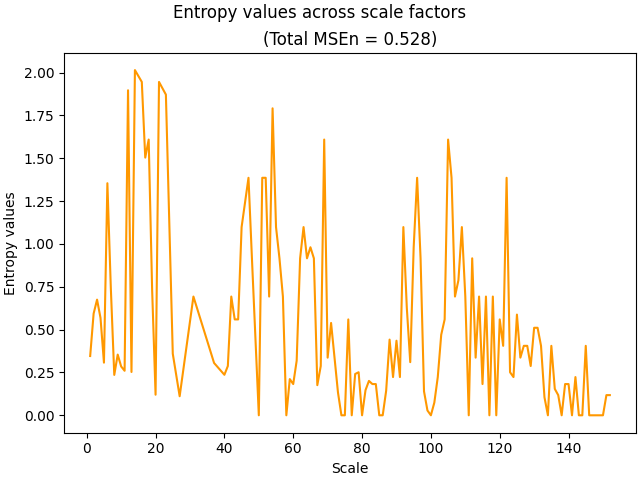 Entropy values across scale factors
(Total MSEn = 0.528)
2.00
1.75
1.50
1.25
1.00
0.75
0.50
0.25
0.00
Entropy values
0 20 40 60 80 100 120 140
Scale